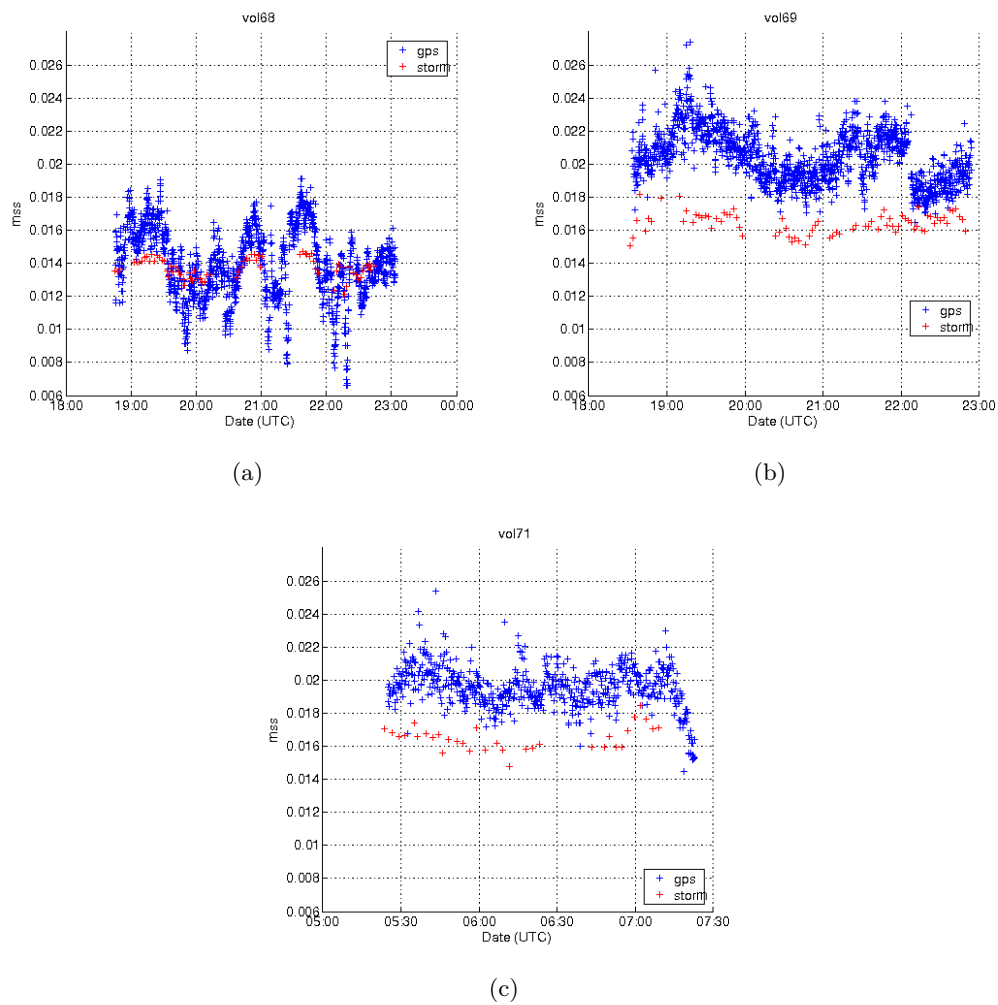 vol68
gps
storm
0.026
0.024
0.022
0.02
0.018
0.016
0.014
0.012
0.01
0.008
0.006
mss
18:00 19:00 20:00 21:00 22:00 23:00 00:00
Date (UTC)
(a)
vol69
0.026
0.024
0.022
0.02
0.018
0.016
0.014
0.012
0.01
0.008
0.006
mss
gps
storm
18:00 19:00 20:00 21:00 22:00 23:00
Date (UTC)
(b)
vol71
0.026
0.024
0.022
0.02
0.018
0.016
0.014
0.012
0.01
0.008
0.006
mss
gps
storm
05:00 05:30 06:00 06:30 07:00 07:30
Date (UTC)
(c)